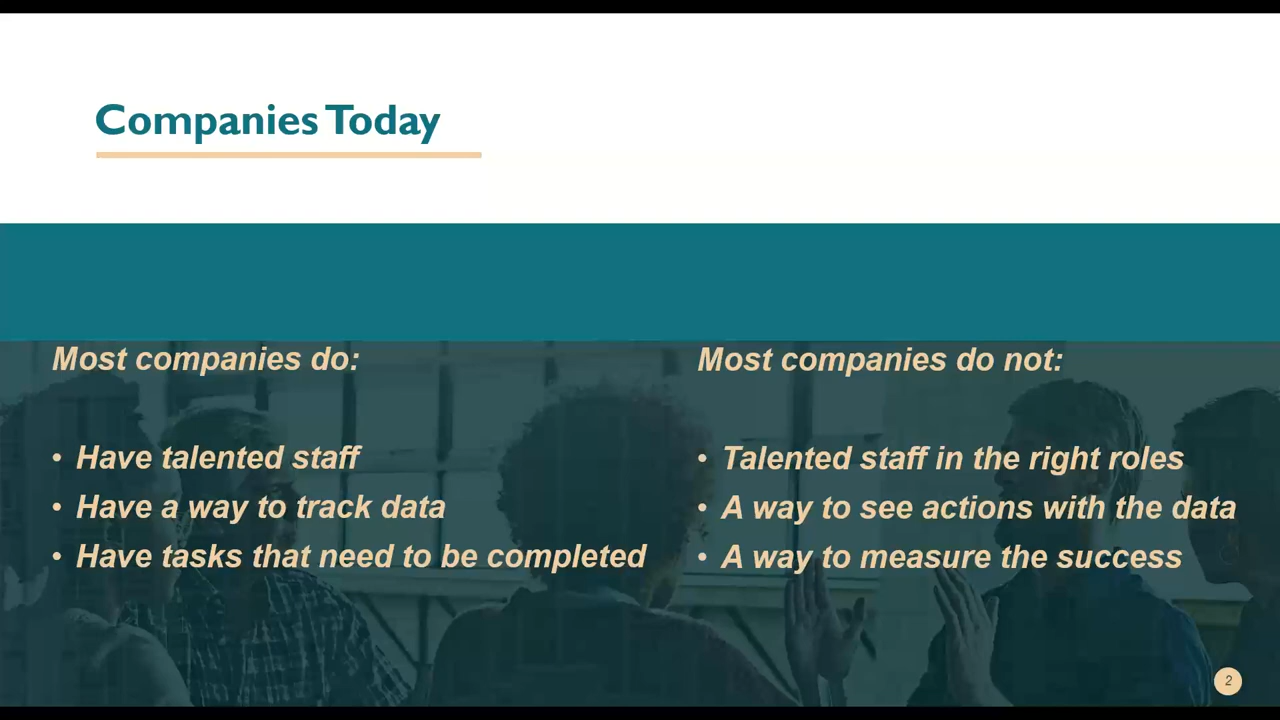 Companies Today
Most companies do:
• Have talented staff
• Have a way to track data
• Have tasks that need to be completed
Most companies do not:
• Talented staff in the right roles
• A way to see actions with the data
• A way to measure the success
2